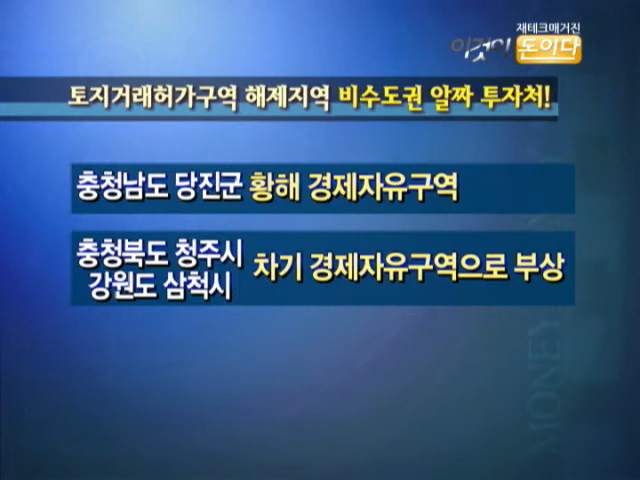 재테크매거진
이것이 돈이다
토지거래허가구역 해제지역 비수도권 알짜 투자처!
충청남도 당진군 황해 경제자유구역
충청북도 청주시
강원도 삼척시
차기 경제자유구역으로 부상
MONEY